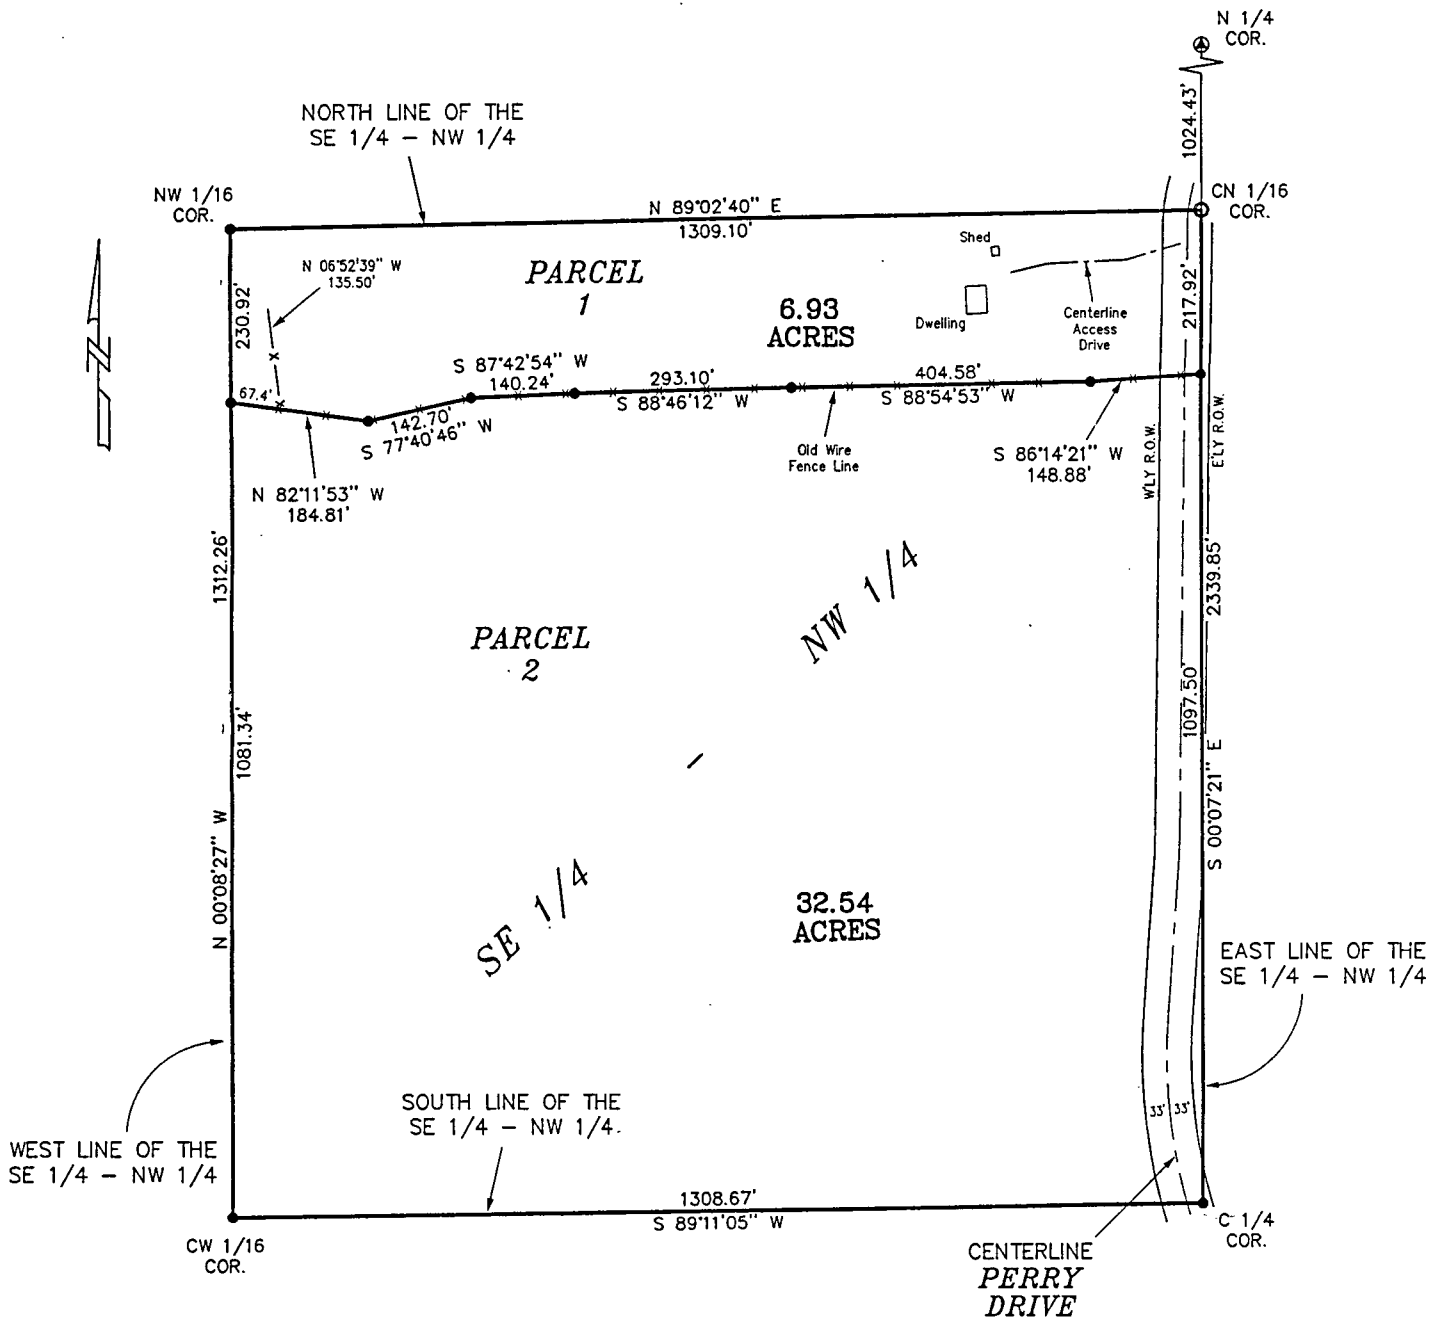 N 1/4
COR.
1024.43'
NORTH LINE OF THE
SE 1/4 – NW 1/4
NW 1/16
COR.
CN 1/16
COR.
N 89°02'40" E
1309.10'
N
N 06°52'39" W
135.50'
PARCEL
1
Shed
6.93
ACRES
Dwelling
Centerline
Access
Drive
230.92'
217.92'
67.4'
S 87°42'54" W
140.24'
142.70'
S 77°40'46" W
293.10'
S 88°46'12" W
404.58'
S 88°54'53" W
Old Wire
Fence Line
S 86°14'21" W
148.88'
N 82°11'53" W
184.81'
W'LY R.O.W.
E'LY R.O.W.
1312.26'
2339.85'
NW 1/4
PARCEL
2
1081.34'
1097.50'
N 00°08'27" W
S 00°07'21" E
SE 1/4
32.54
ACRES
EAST LINE OF THE
SE 1/4 – NW 1/4
SOUTH LINE OF THE
SE 1/4 – NW 1/4
33' 33'
WEST LINE OF THE
SE 1/4 – NW 1/4
1308.67'
S 89°11'05" W
CW 1/16
COR.
C 1/4
COR.
CENTERLINE
PERRY
DRIVE